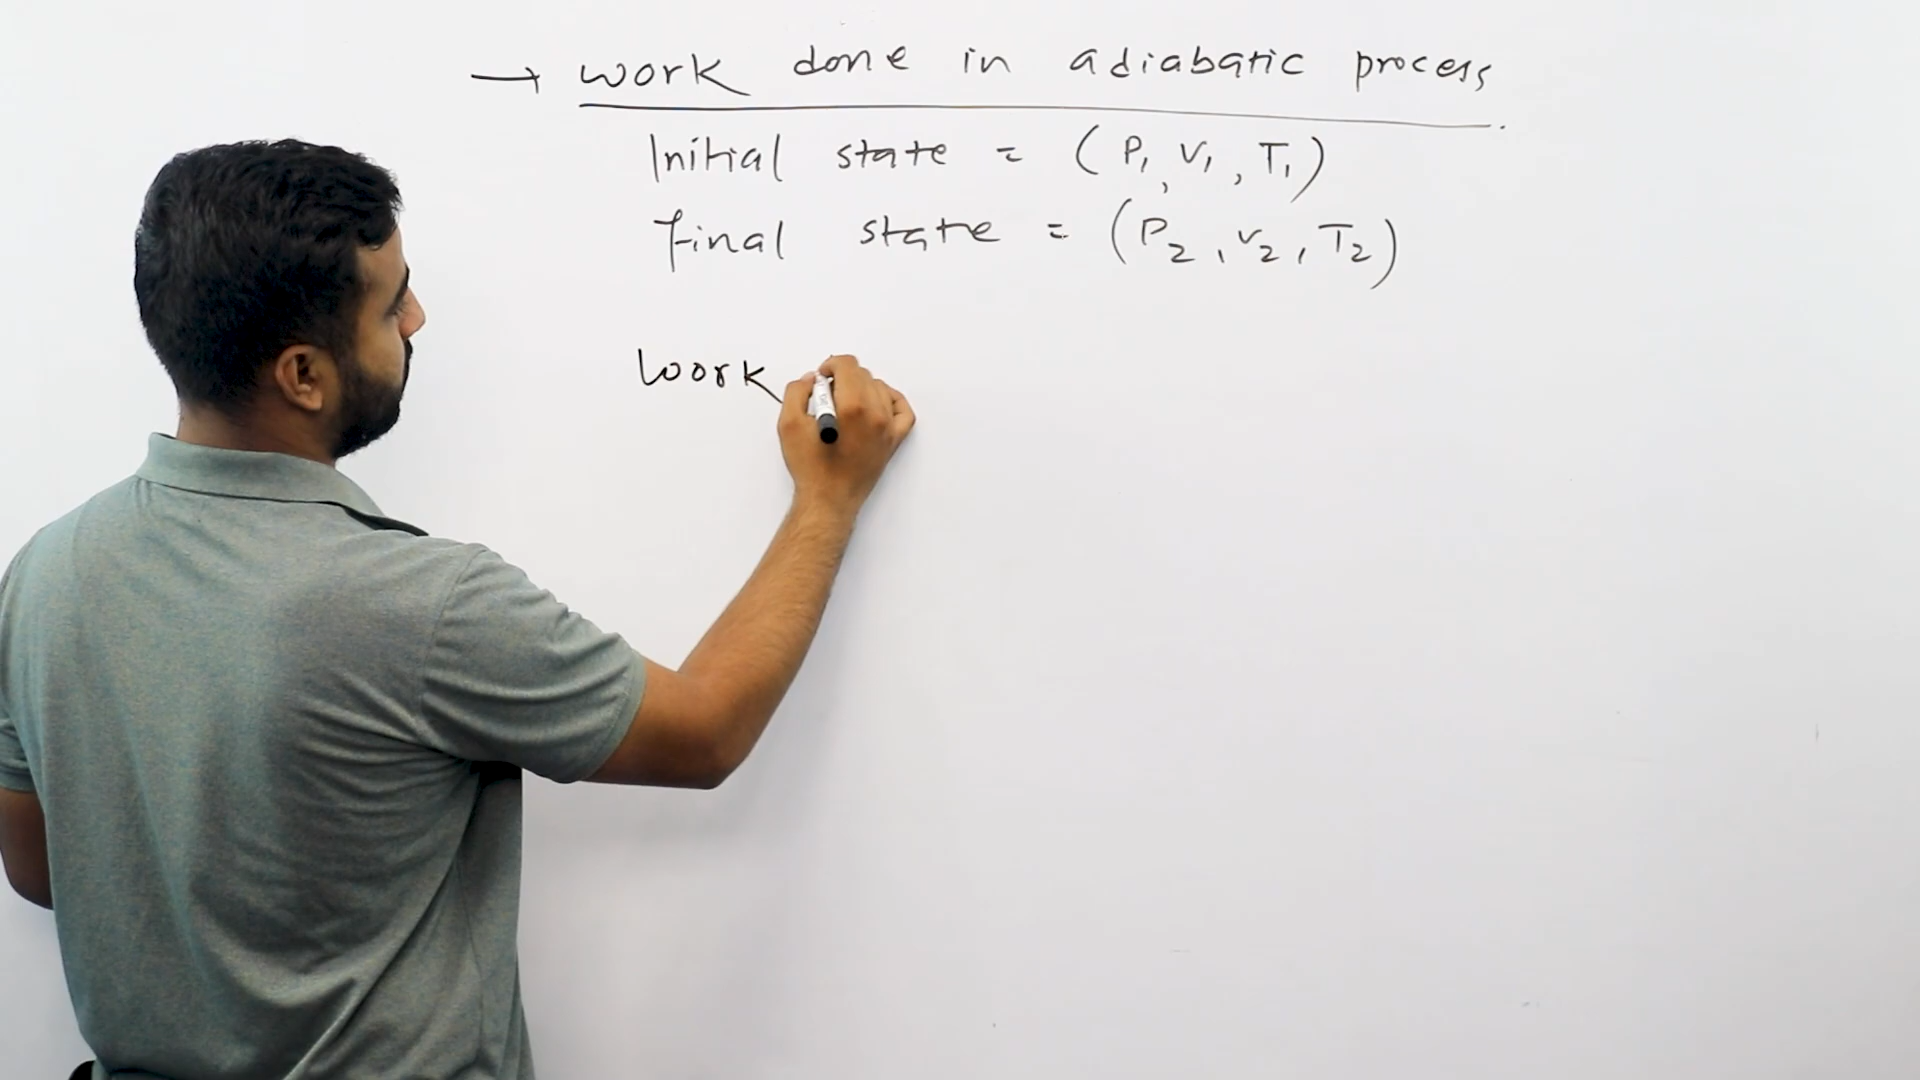 → work done in adiabatic process.
Initial state = (P₁, V₁, T₁)
final state = (P₂, V₂, T₂)
Work